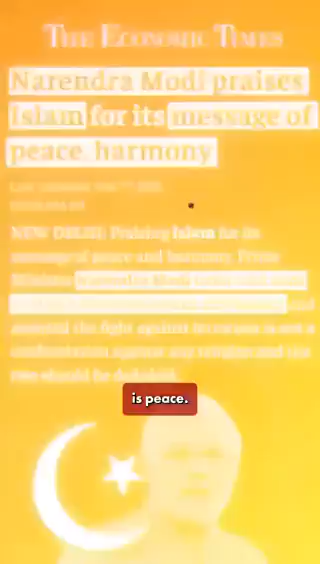 THE ECONOMIC TIMES
Narendra Modi praises
Islam for its message of
peace, harmony
NEW DELHI: Praising Islam for its
message of peace and harmony, Prime
Minister Narendra Modi
asserted the fight against terrorism is not a
confrontation against any religion and the
two should be delinked.
is peace.